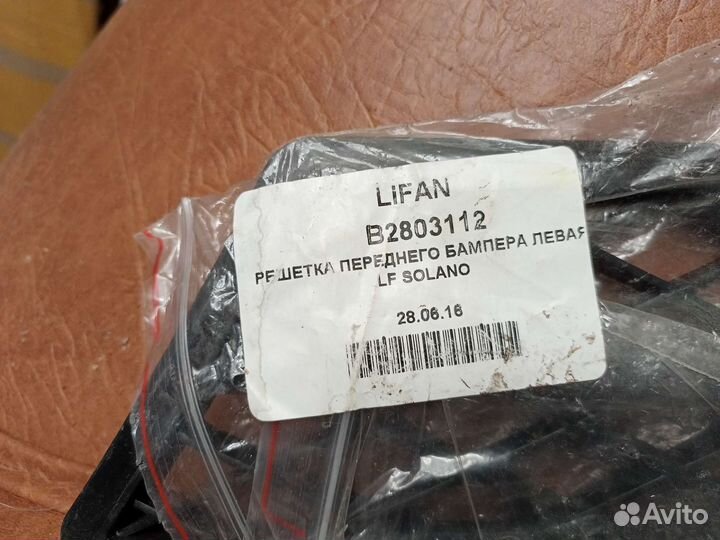 LIFAN
B2803112
РЕШЕТКА ПЕРЕДНЕГО БАМПЕРА ЛЕВАЯ
LF SOLANO
28.06.16
Avito